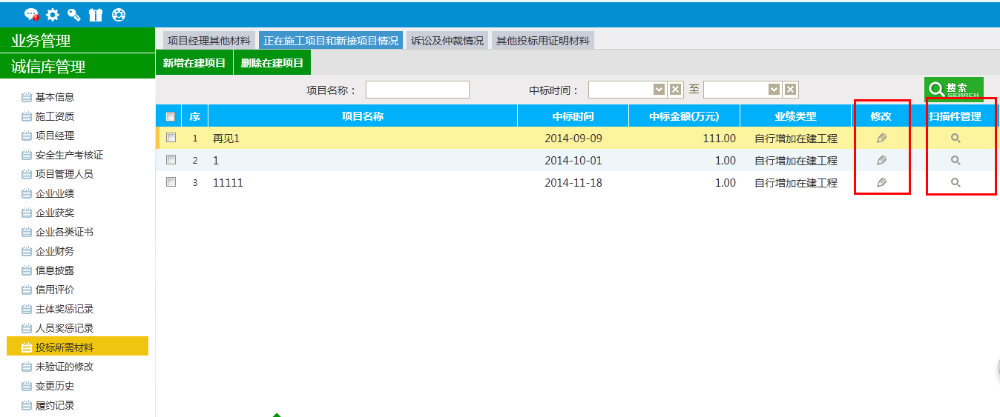 业务管理
诚信库管理
基本信息
施工资质
项目经理
安全生产考核证
项目管理人员
企业业绩
企业获奖
企业各类证书
企业财务
信息披露
信用评价
主体奖惩记录
人员奖惩记录
投标所需材料
未验证的修改
变更历史
履约记录
项目经理其他材料 正在施工项目和新接项目情况 诉讼及仲裁情况 其他投标用证明材料
新增在建项目 删除在建项目
项目名称： 中标时间： 至 搜索 SEARCH
序 项目名称 中标时间 中标金额(万元) 业绩类型 修改 扫描件管理
1 再见1 2014-09-09 111.00 自行增加在建工程
2 1 2014-10-01 1.00 自行增加在建工程
3 11111 2014-11-18 1.00 自行增加在建工程